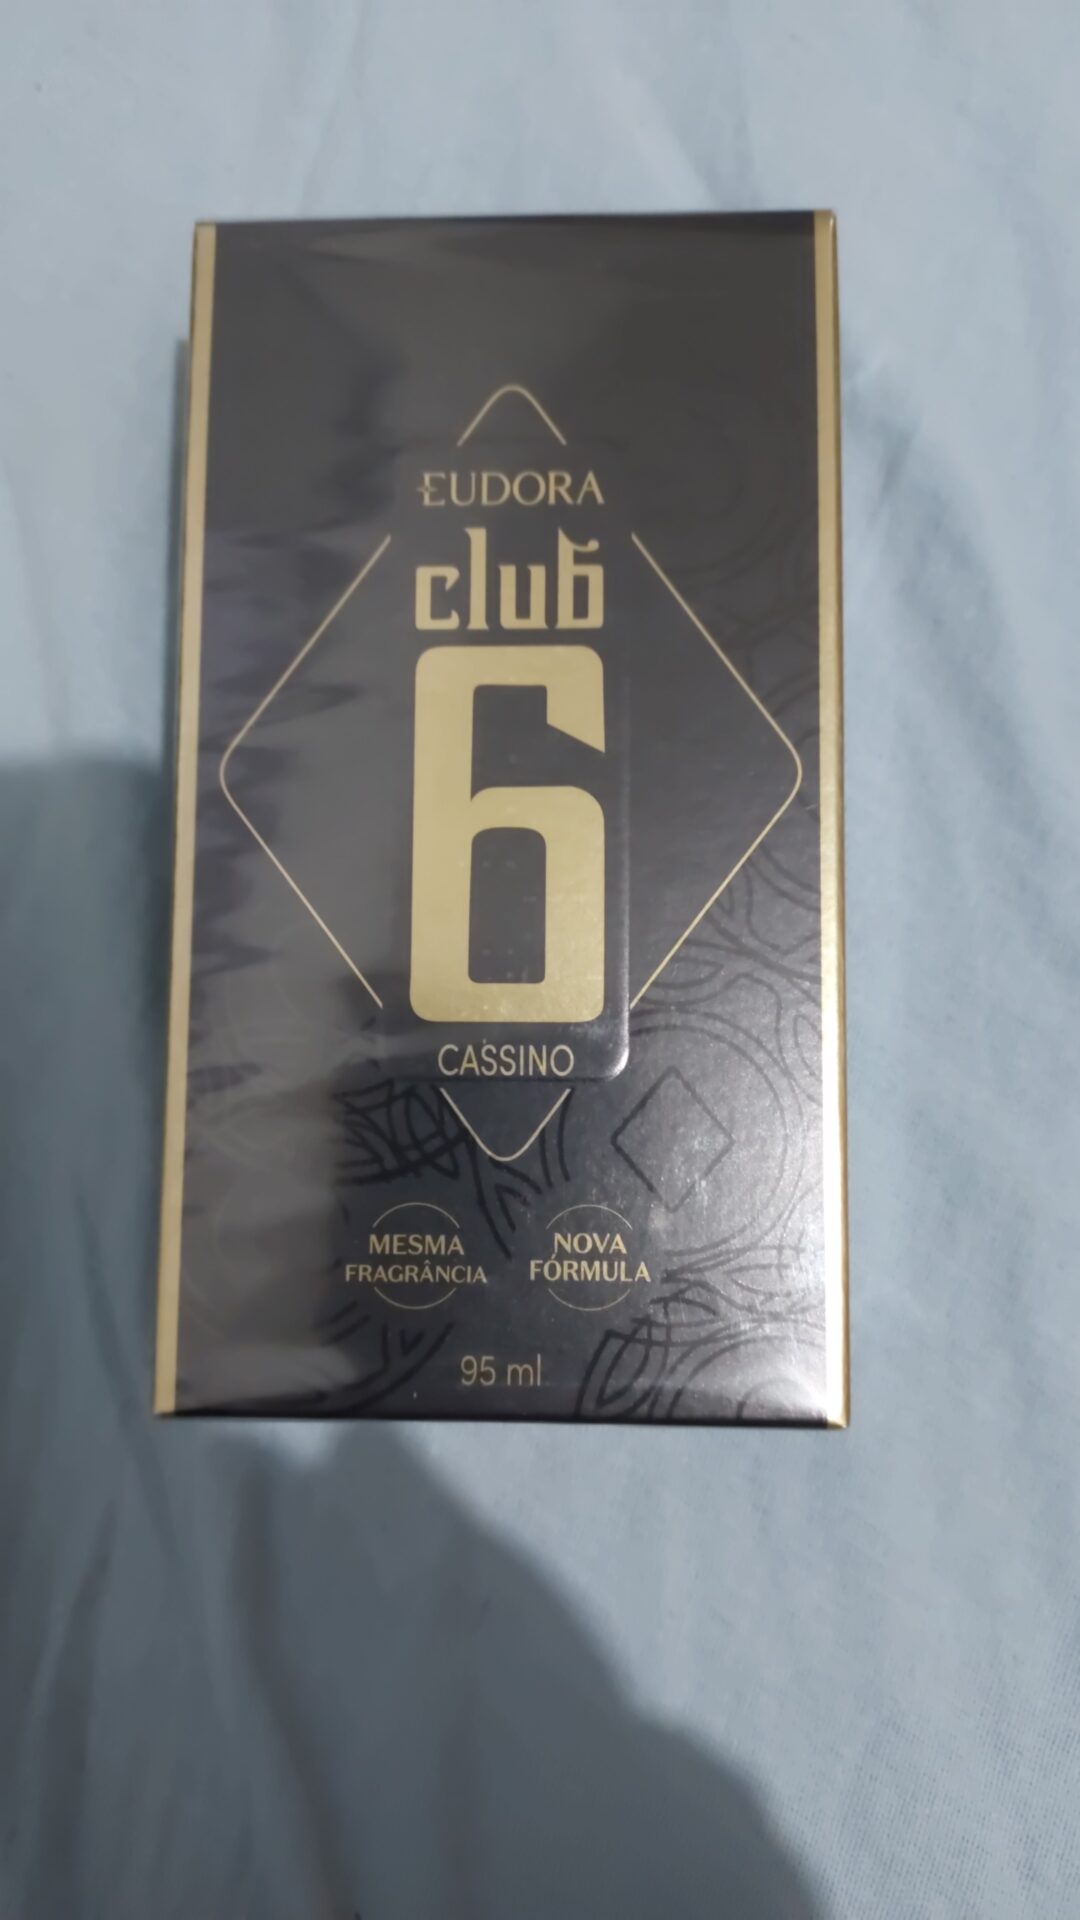 EUDORA
club
6
CASSINO
MESMA
FRAGRÂNCIA
NOVA
FÓRMULA
95 ml